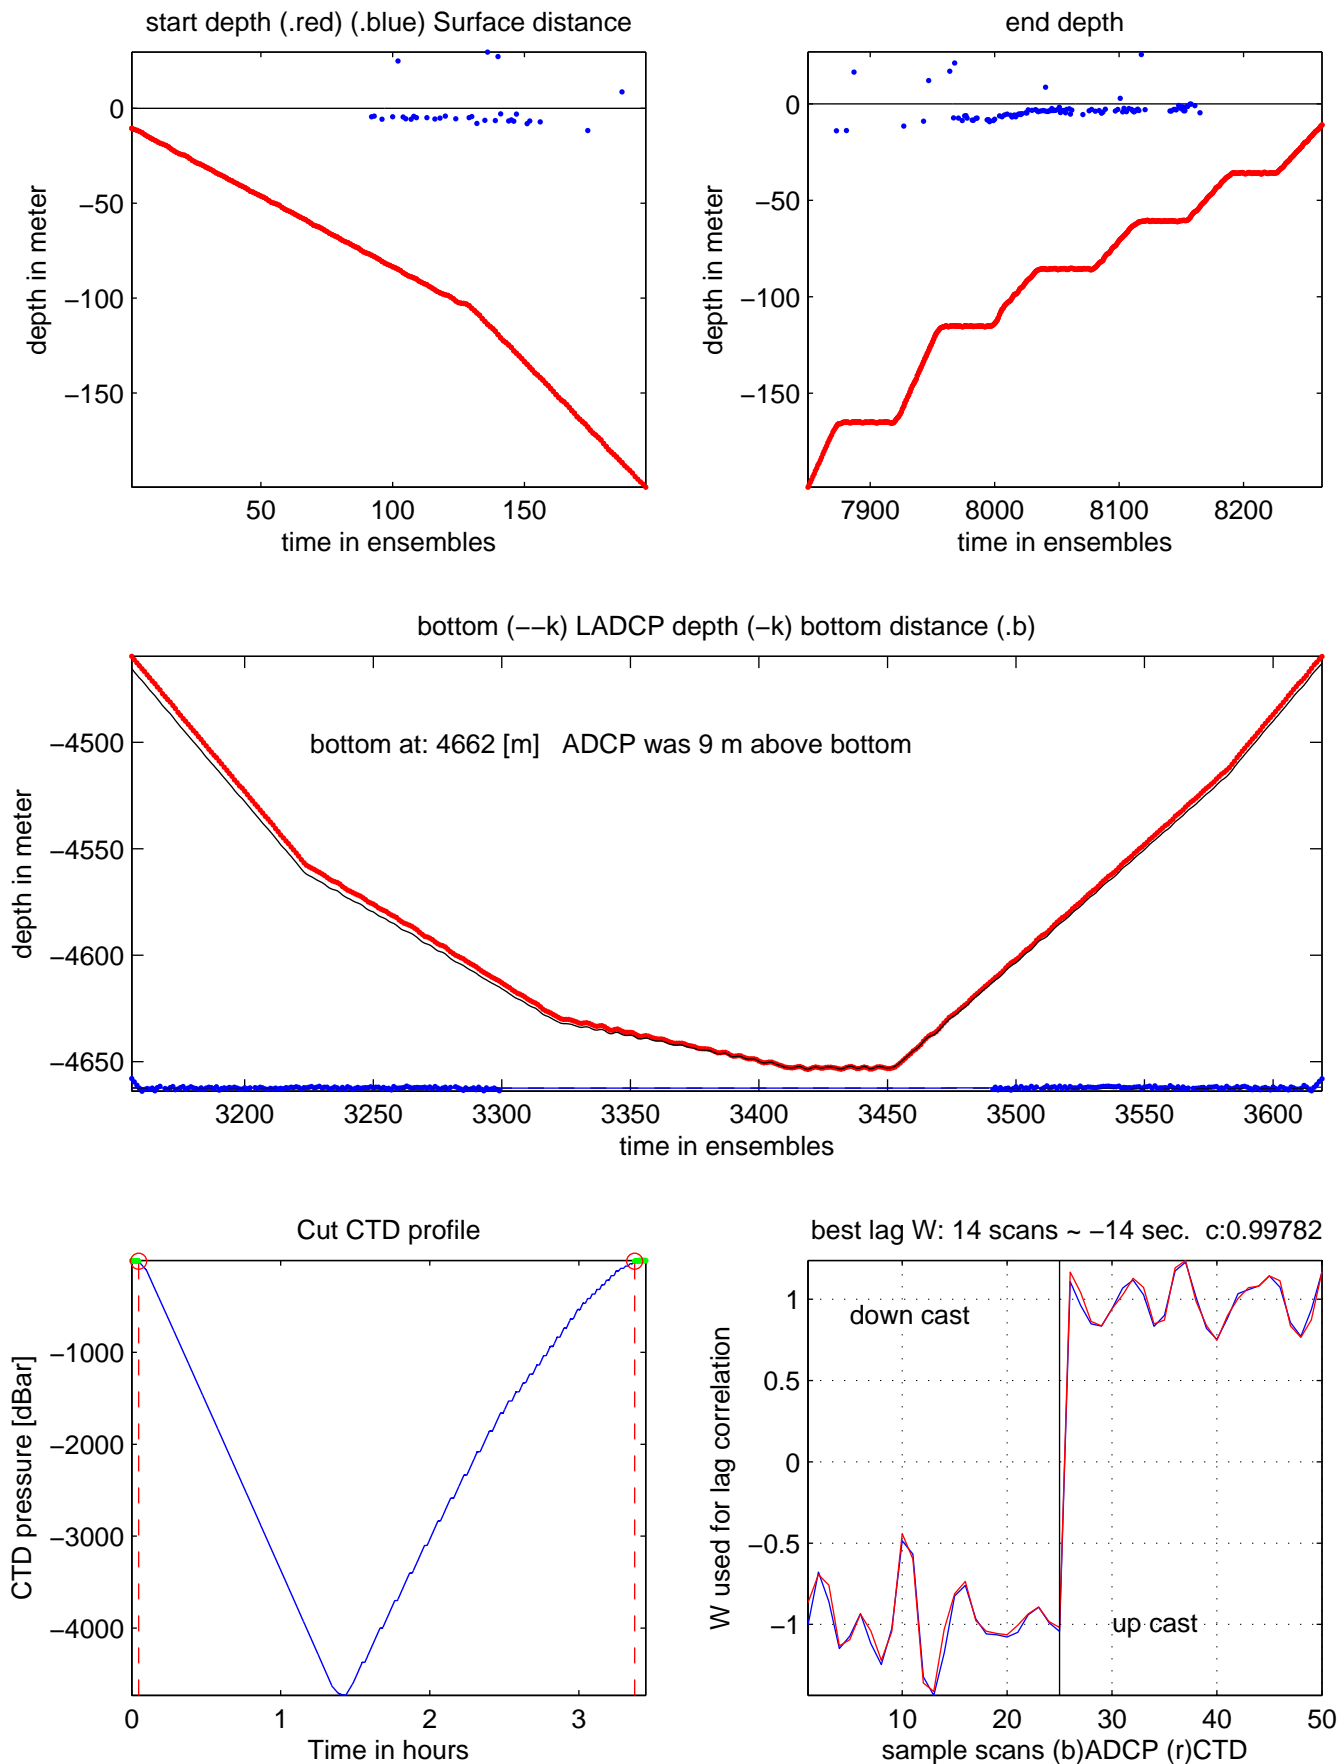 start depth (.red) (.blue) Surface distance
end depth
0
−50
−100
−150
depth in meter
50
100
150
time in ensembles
0
−50
−100
−150
depth in meter
7900
8000
8100
8200
time in ensembles
bottom (−−k) LADCP depth (−k) bottom distance (.b)
bottom at: 4662 [m]   ADCP was 9 m above bottom
−4500
−4550
−4600
−4650
depth in meter
3200
3250
3300
3350
3400
3450
3500
3550
3600
time in ensembles
Cut CTD profile
−1000
−2000
−3000
−4000
CTD pressure [dBar]
0
1
2
3
Time in hours
best lag W: 14 scans ~ −14 sec.  c:0.99782
down cast
up cast
1
0.5
0
−0.5
−1
W used for lag correlation
10
20
30
40
50
sample scans (b)ADCP (r)CTD